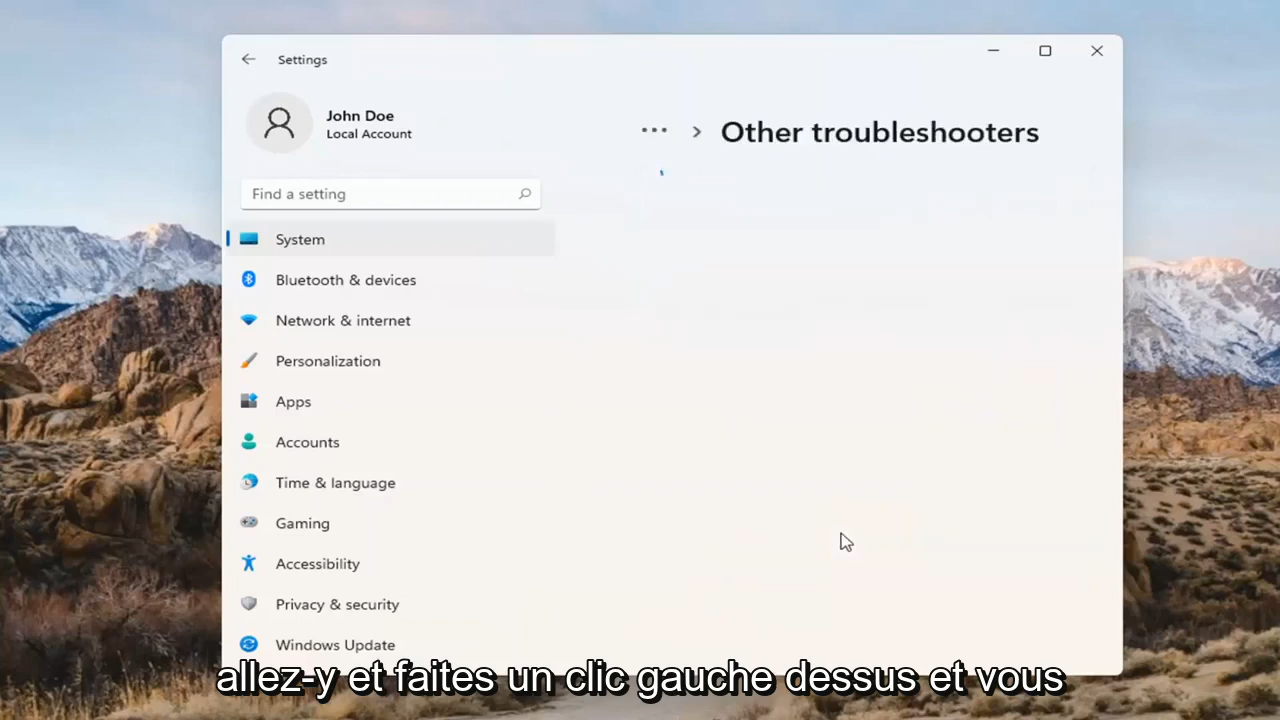 Settings
John Doe
Local Account
... > Other troubleshooters
Find a setting
System
Bluetooth & devices
Network & internet
Personalization
Apps
Accounts
Time & language
Gaming
Accessibility
Privacy & security
Windows Update
allez-y et faites un clic gauche dessus et vous